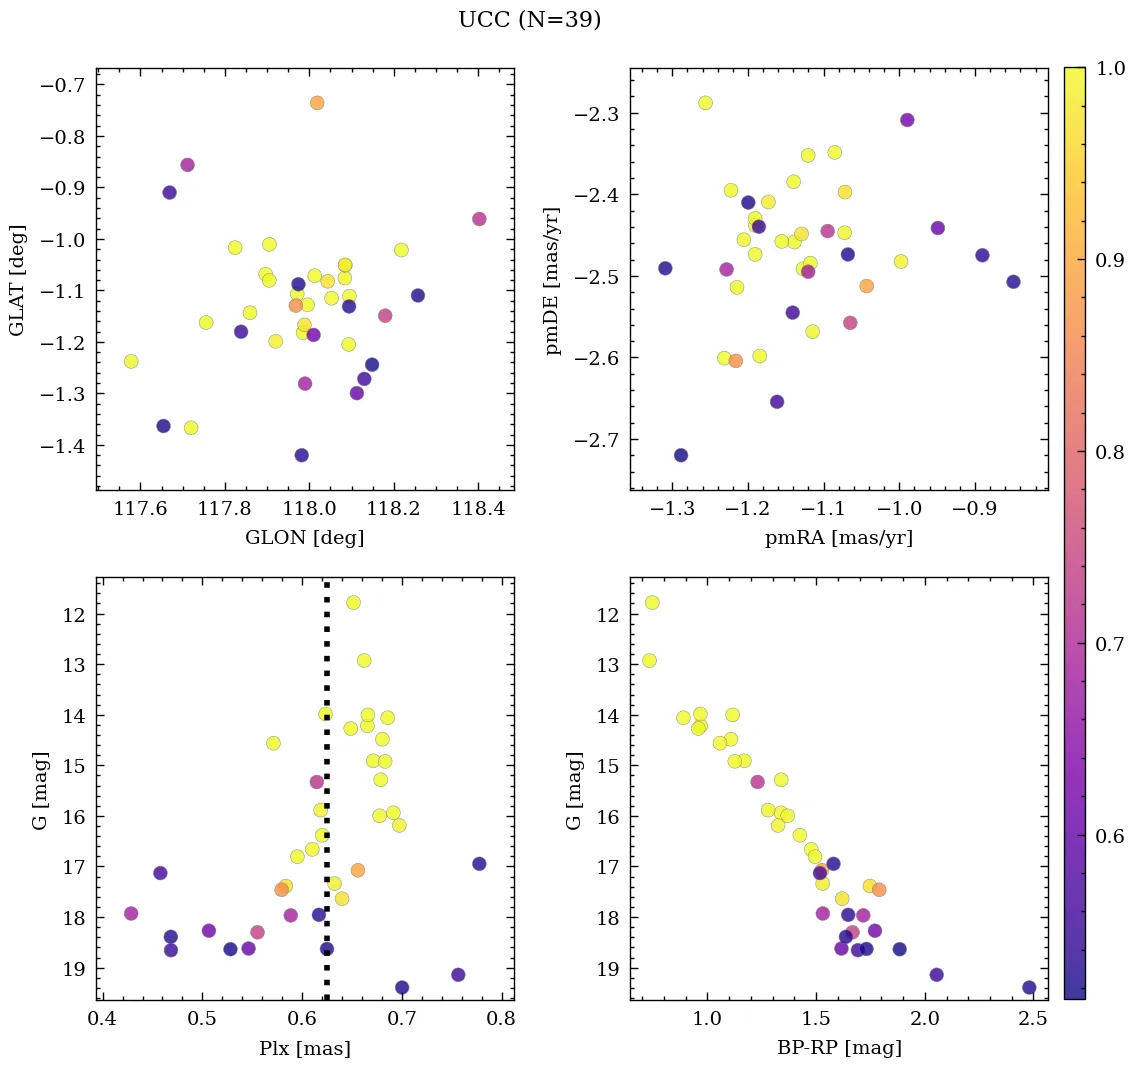 UCC (N=39)
−0.7
−0.8
−0.9
−1.0
−1.1
−1.2
−1.3
−1.4
GLAT [deg]
117.6 117.8 118.0 118.2 118.4
GLON [deg]
−2.3
−2.4
−2.5
−2.6
−2.7
pmDE [mas/yr]
−1.3 −1.2 −1.1 −1.0 −0.9
pmRA [mas/yr]
1.0
0.9
0.8
0.7
0.6
12
13
14
15
16
17
18
19
G [mag]
0.4 0.5 0.6 0.7 0.8
Plx [mas]
12
13
14
15
16
17
18
19
G [mag]
1.0 1.5 2.0 2.5
BP-RP [mag]